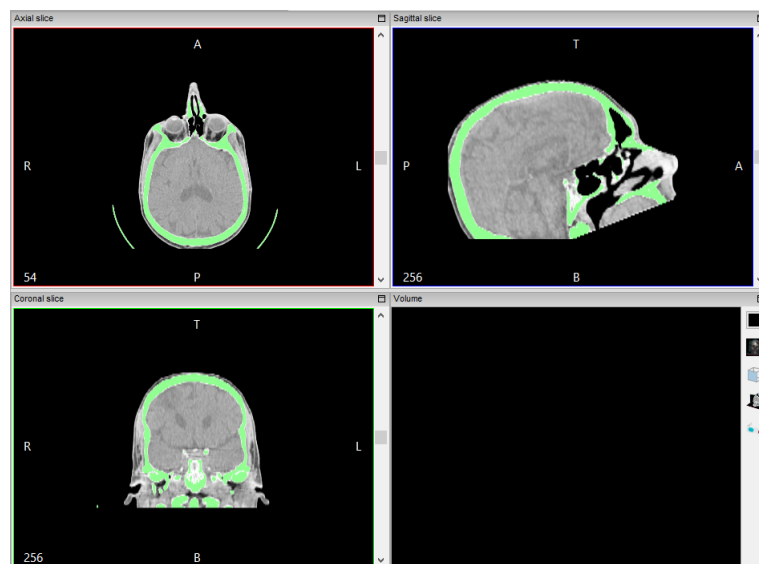 Axial slice
A
R
L
54
P
Sagittal slice
T
P
A
256
B
Coronal slice
T
R
L
256
B
Volume